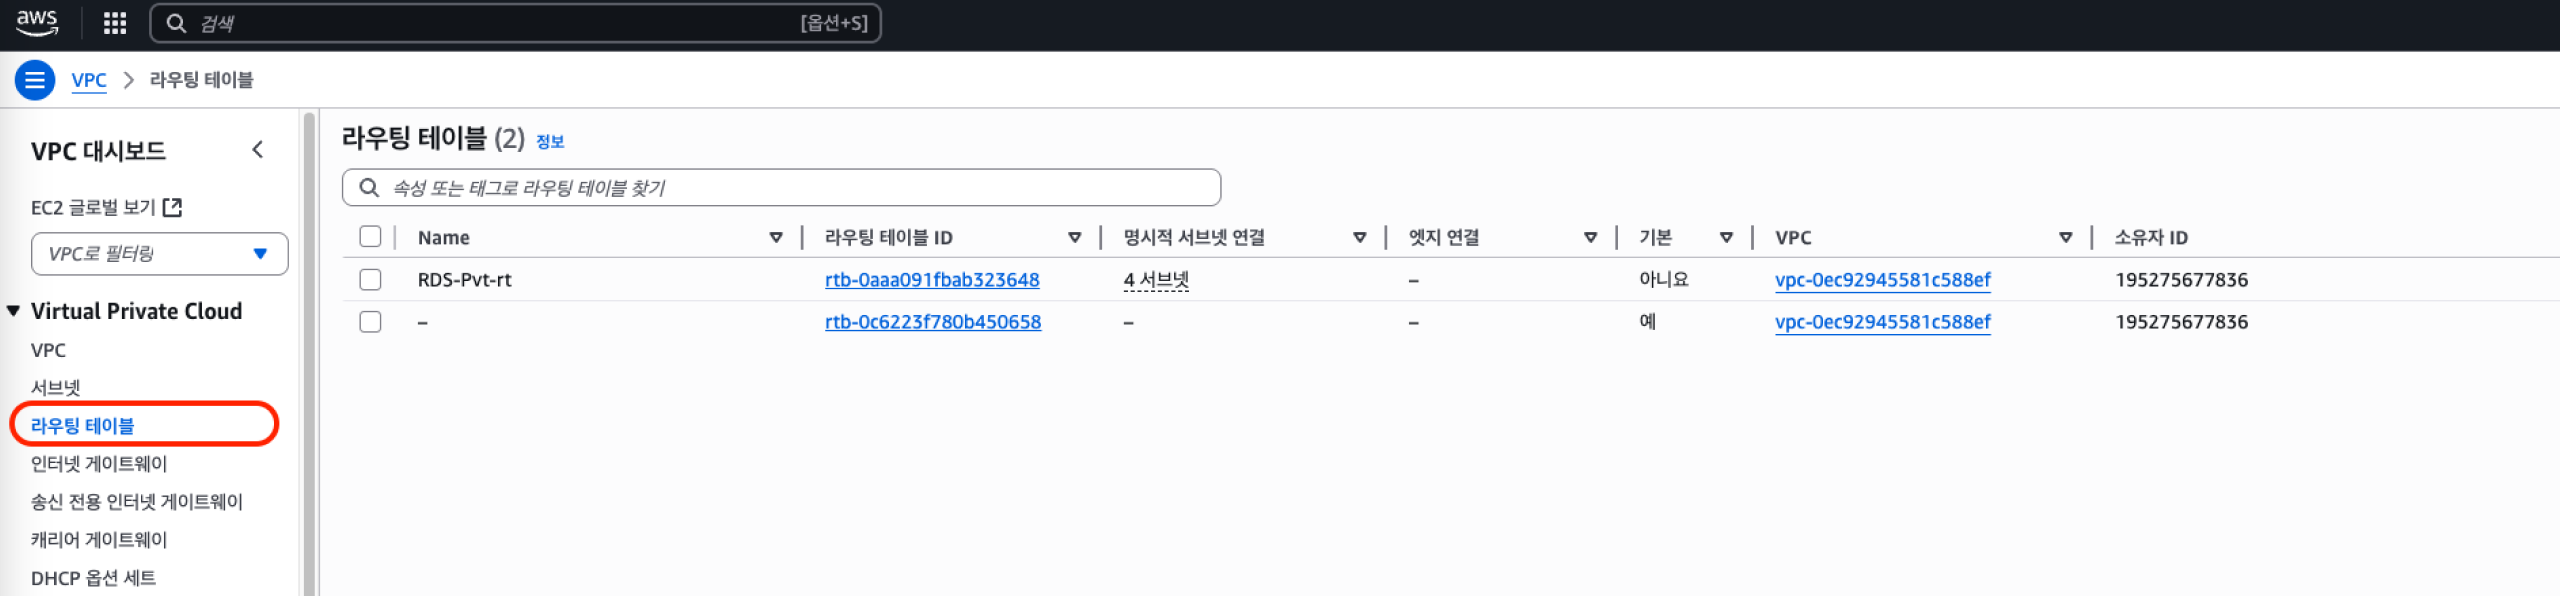 aws
검색
[옵션+S]
VPC
라우팅 테이블
VPC 대시보드
EC2 글로벌 보기
VPC로 필터링
Virtual Private Cloud
VPC
서브넷
라우팅 테이블
인터넷 게이트웨이
송신 전용 인터넷 게이트웨이
캐리어 게이트웨이
DHCP 옵션 세트
라우팅 테이블 (2) 정보
속성 또는 태그로 라우팅 테이블 찾기
Name 라우팅 테이블 ID 명시적 서브넷 연결 엣지 연결 기본 VPC 소유자 ID
RDS-Pvt-rt rtb-0aaa091fbab323648 4 서브넷 – 아니요 vpc-0ec92945581c588ef 195275677836
– rtb-0c6223f780b450658 – – 예 vpc-0ec92945581c588ef 195275677836